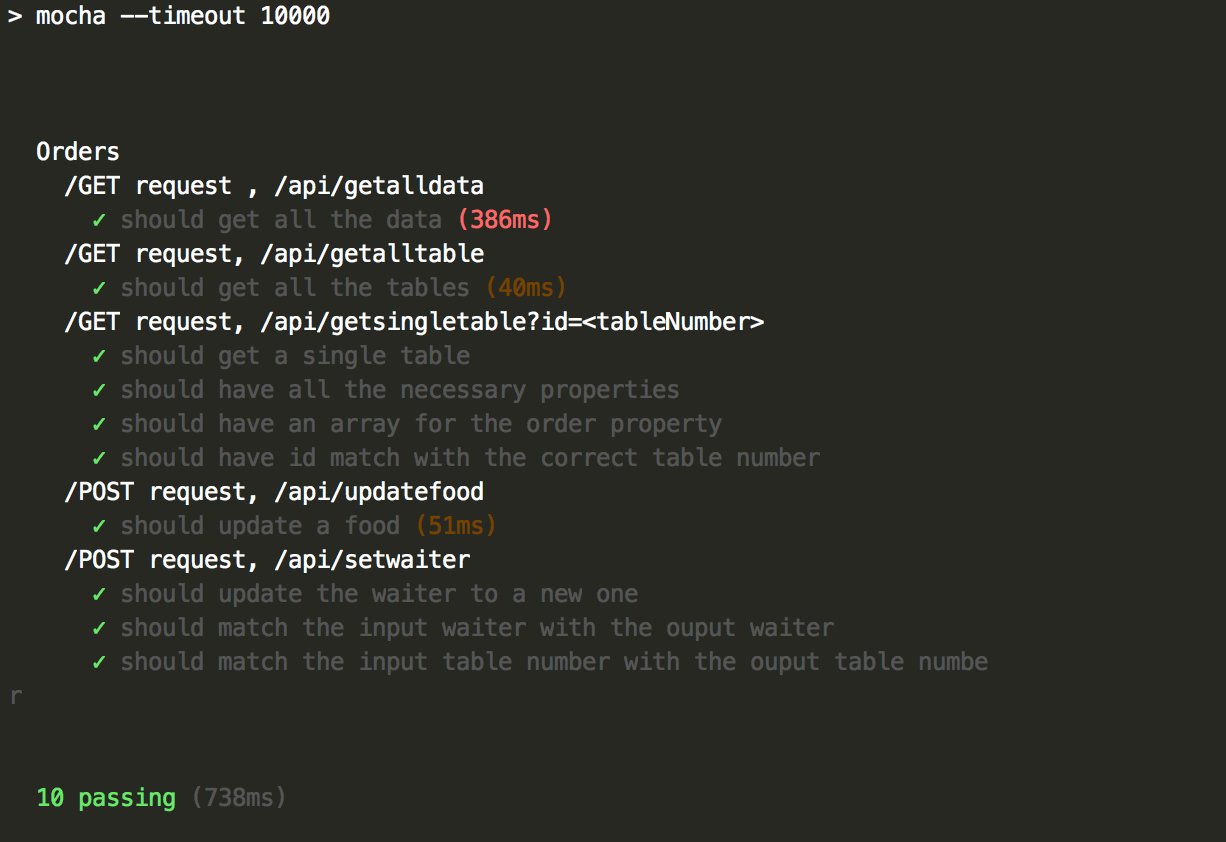 > mocha --timeout 10000
Orders
/GET request , /api/getalldata
✓ should get all the data (386ms)
/GET request, /api/getalltable
✓ should get all the tables (40ms)
/GET request, /api/getsingletable?id=<tableNumber>
✓ should get a single table
✓ should have all the necessary properties
✓ should have an array for the order property
✓ should have id match with the correct table number
/POST request, /api/updatefood
✓ should update a food (51ms)
/POST request, /api/setwaiter
✓ should update the waiter to a new one
✓ should match the input waiter with the ouput waiter
✓ should match the input table number with the ouput table numbe
r
10 passing (738ms)